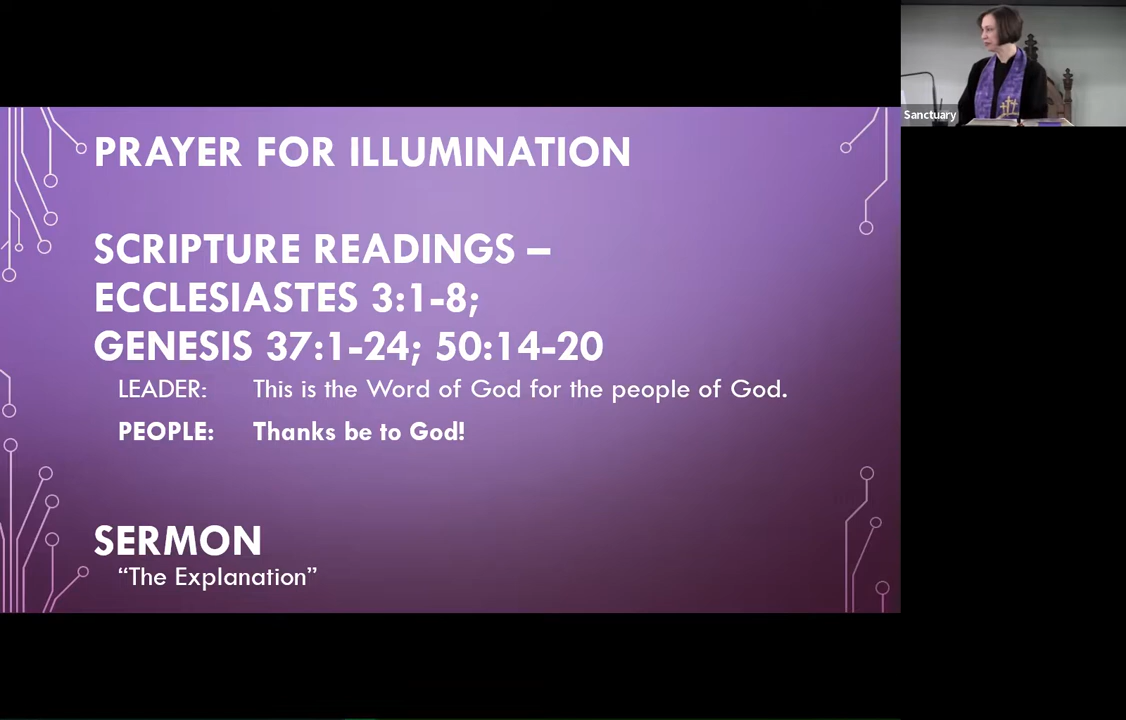 PRAYER FOR ILLUMINATION
SCRIPTURE READINGS –
ECCLESIASTES 3:1-8;
GENESIS 37:1-24; 50:14-20
LEADER: This is the Word of God for the people of God.
PEOPLE: Thanks be to God!
SERMON
“The Explanation”
Sanctuary